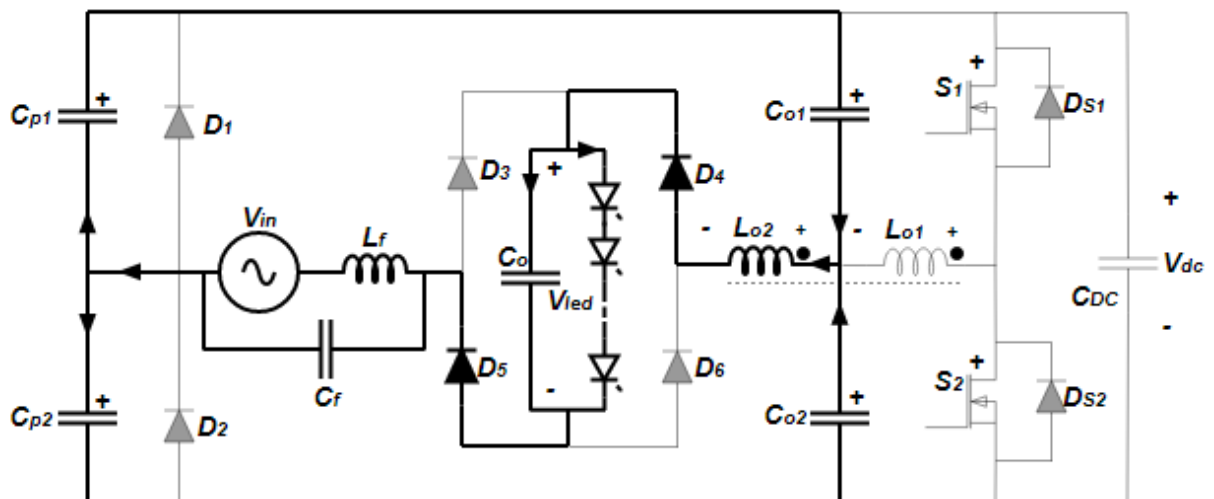 Cp1 + D1 D3 + D4 Co1 + S1 + DS1
Vin Lf Co Vled - Lo2 + - Lo1 + + Vdc
CDC -
Cf D5 - D6 S2 + DS2
Cp2 + D2 Co2 +